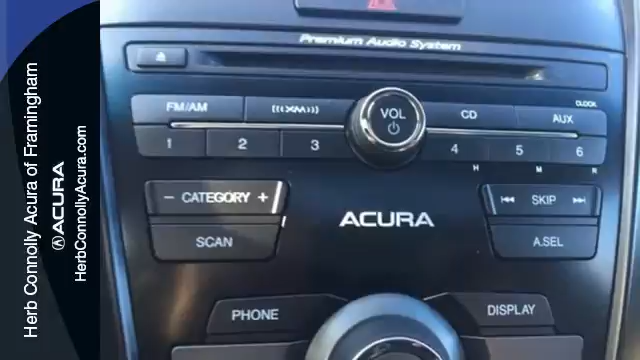 Herb Connolly Acura of Framingham
ACURA
HerbConnollyAcura.com
Premium Audio System
FM/AM
XM
VOL
CD
CLOCK
AUX
1 2 3 4 5 6
H M R
− CATEGORY +
SKIP
ACURA
SCAN
A.SEL
PHONE
DISPLAY